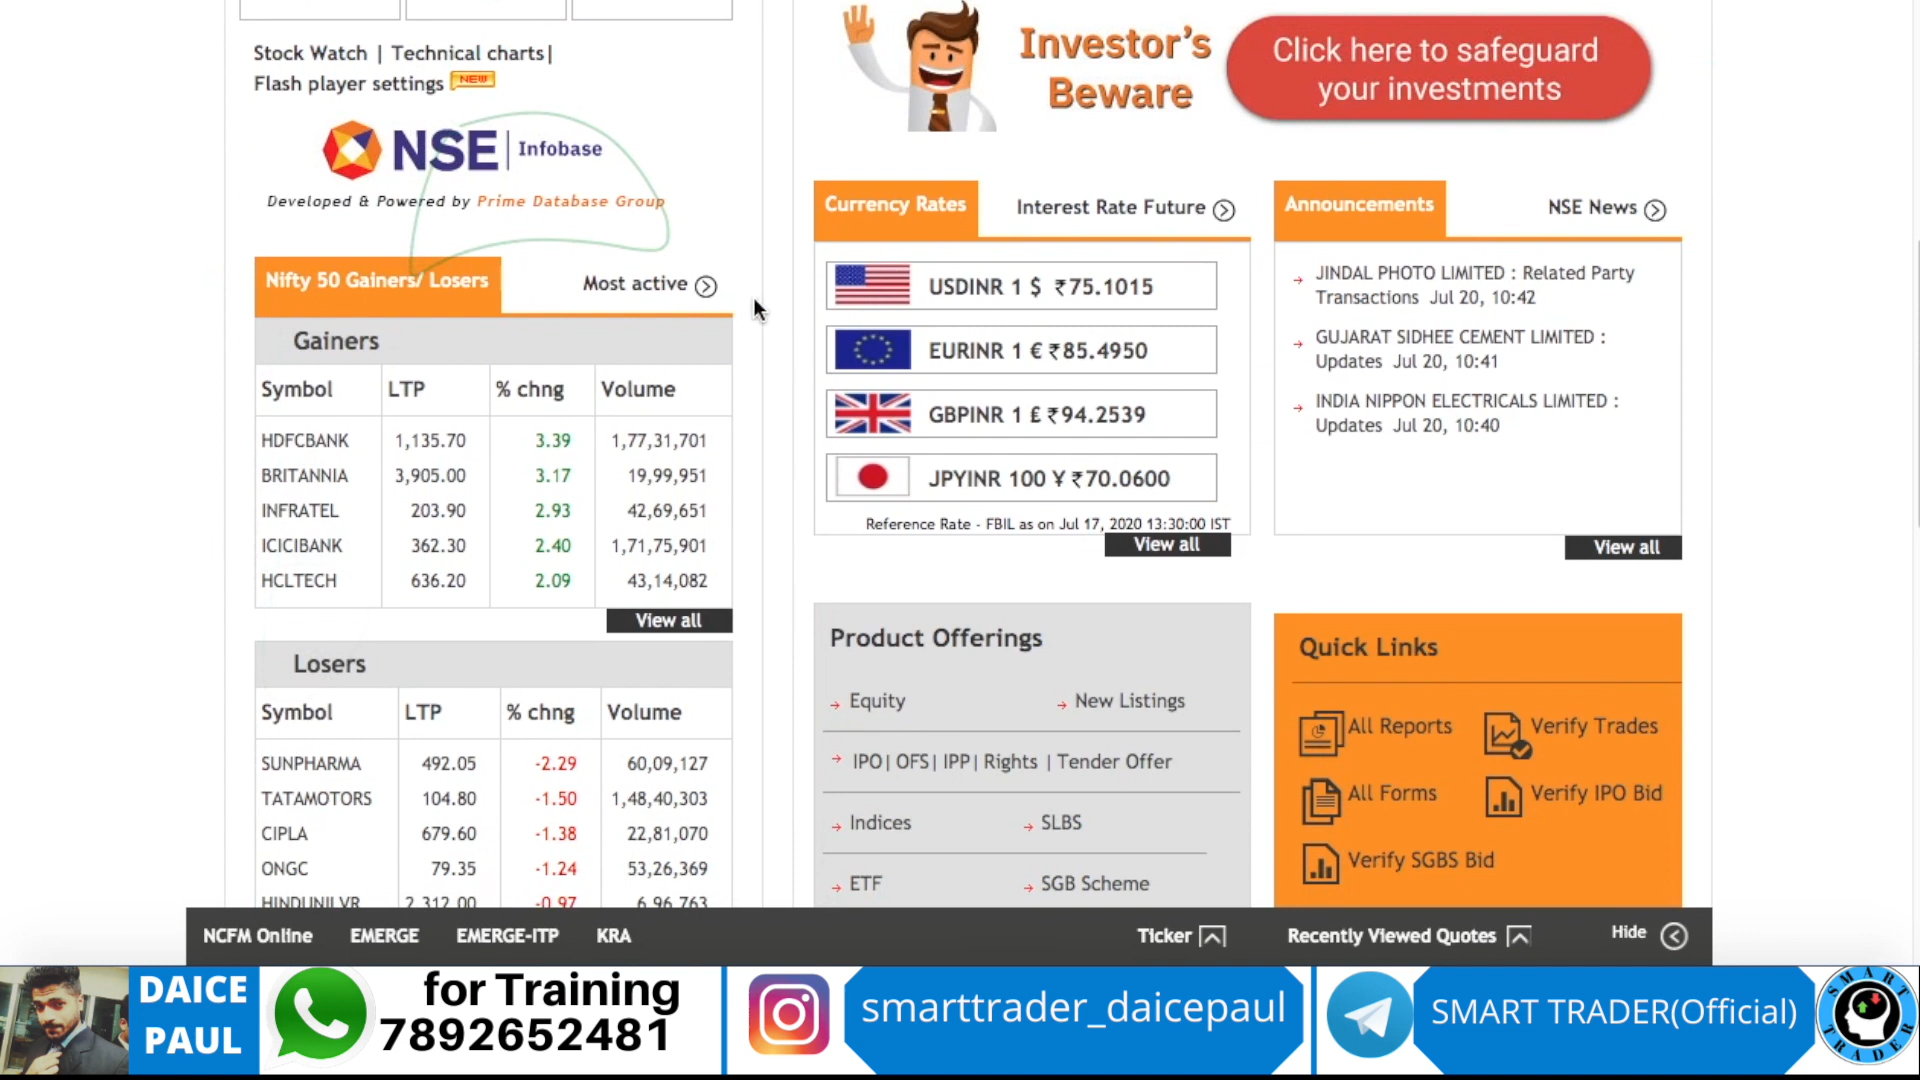 Stock Watch | Technical charts|
Flash player settings NEW
NSE | Infobase
Developed & Powered by Prime Database Group
Nifty 50 Gainers/ Losers
Most active
Gainers
Symbol LTP % chng Volume
HDFCBANK 1,135.70 3.39 1,77,31,701
BRITANNIA 3,905.00 3.17 19,99,951
INFRATEL 203.90 2.93 42,69,651
ICICIBANK 362.30 2.40 1,71,75,901
HCLTECH 636.20 2.09 43,14,082
View all
Losers
Symbol LTP % chng Volume
SUNPHARMA 492.05 -2.29 60,09,127
TATAMOTORS 104.80 -1.50 1,48,40,303
CIPLA 679.60 -1.38 22,81,070
ONGC 79.35 -1.24 53,26,369
HINDUNILVR 2,312.00 -0.97 6,96,763
Investor's
Beware
Click here to safeguard
your investments
Currency Rates
Interest Rate Future
USDINR 1 $ ₹75.1015
EURINR 1 € ₹85.4950
GBPINR 1 £ ₹94.2539
JPYINR 100 ¥ ₹70.0600
Reference Rate - FBIL as on Jul 17, 2020 13:30:00 IST
View all
Announcements
NSE News
JINDAL PHOTO LIMITED : Related Party
Transactions Jul 20, 10:42
GUJARAT SIDHEE CEMENT LIMITED :
Updates Jul 20, 10:41
INDIA NIPPON ELECTRICALS LIMITED :
Updates Jul 20, 10:40
View all
Product Offerings
Equity New Listings
IPO| OFS| IPP| Rights | Tender Offer
Indices SLBS
ETF SGB Scheme
Quick Links
All Reports Verify Trades
All Forms Verify IPO Bid
Verify SGBS Bid
NCFM Online EMERGE EMERGE-ITP KRA Ticker Recently Viewed Quotes Hide
DAICE
PAUL
for Training
7892652481
smarttrader_daicepaul
SMART TRADER(Official)
SMART
TRADER